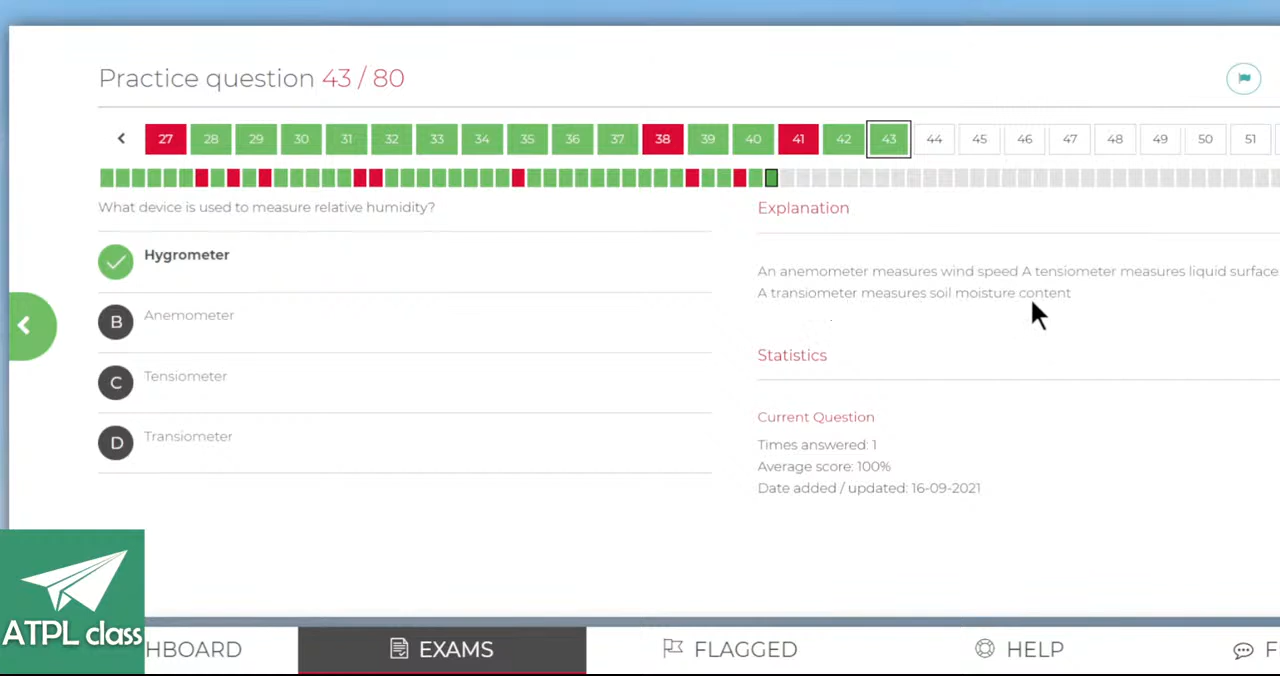 Practice question 43 / 80
27 28 29 30 31 32 33 34 35 36 37 38 39 40 41 42 43 44 45 46 47 48 49 50 51
What device is used to measure relative humidity?
Hygrometer
B Anemometer
C Tensiometer
D Transiometer
Explanation
An anemometer measures wind speed A tensiometer measures liquid surface
A transiometer measures soil moisture content
Statistics
Current Question
Times answered: 1
Average score: 100%
Date added / updated: 16-09-2021
ATPL class
HBOARD EXAMS FLAGGED HELP F